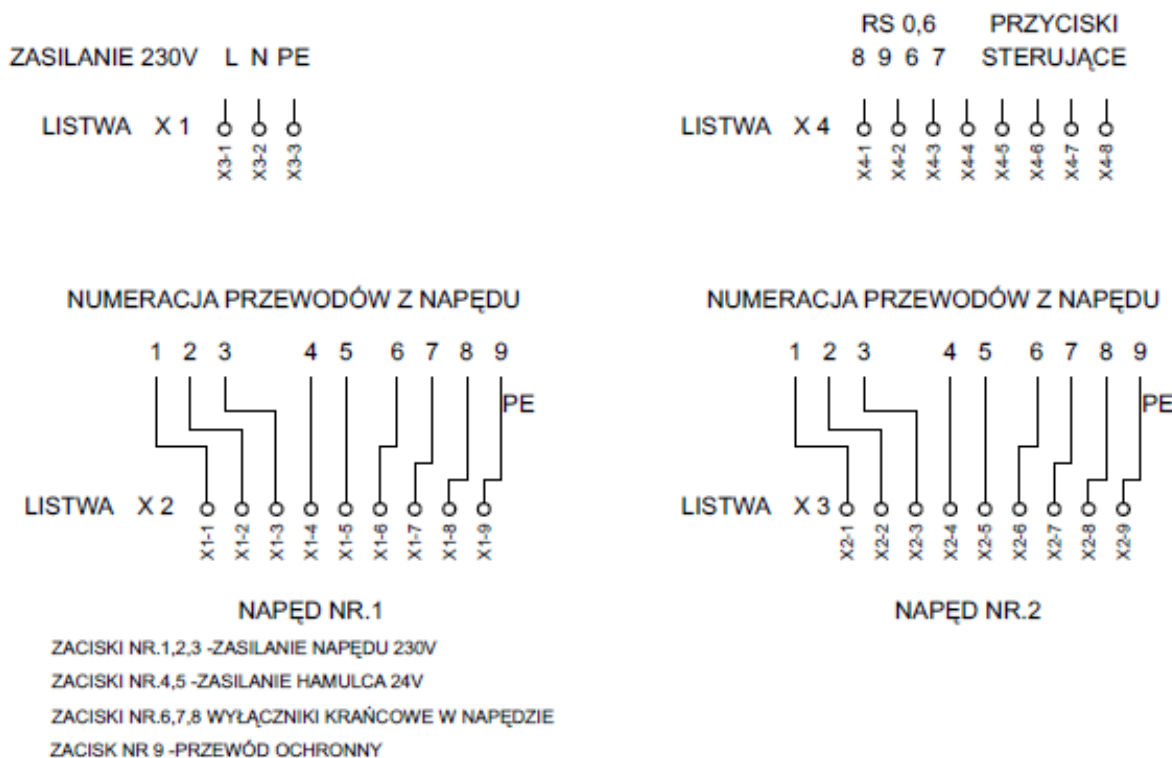 ZASILANIE 230V L N PE
LISTWA X 1
X3-1 X3-2 X3-3
RS 0,6 PRZYCISKI
8 9 6 7 STERUJĄCE
LISTWA X 4
X4-1 X4-2 X4-3 X4-4 X4-5 X4-6 X4-7 X4-8
NUMERACJA PRZEWODÓW Z NAPĘDU
1 2 3 4 5 6 7 8 9
PE
LISTWA X 2
X1-1 X1-2 X1-3 X1-4 X1-5 X1-6 X1-7 X1-8 X1-9
NAPĘD NR.1
NUMERACJA PRZEWODÓW Z NAPĘDU
1 2 3 4 5 6 7 8 9
PE
LISTWA X 3
X2-1 X2-2 X2-3 X2-4 X2-5 X2-6 X2-7 X2-8 X2-9
NAPĘD NR.2
ZACISKI NR.1,2,3 -ZASILANIE NAPĘDU 230V
ZACISKI NR.4,5 -ZASILANIE HAMULCA 24V
ZACISKI NR.6,7,8 WYŁĄCZNIKI KRAŃCOWE W NAPĘDZIE
ZACISK NR 9 -PRZEWÓD OCHRONNY